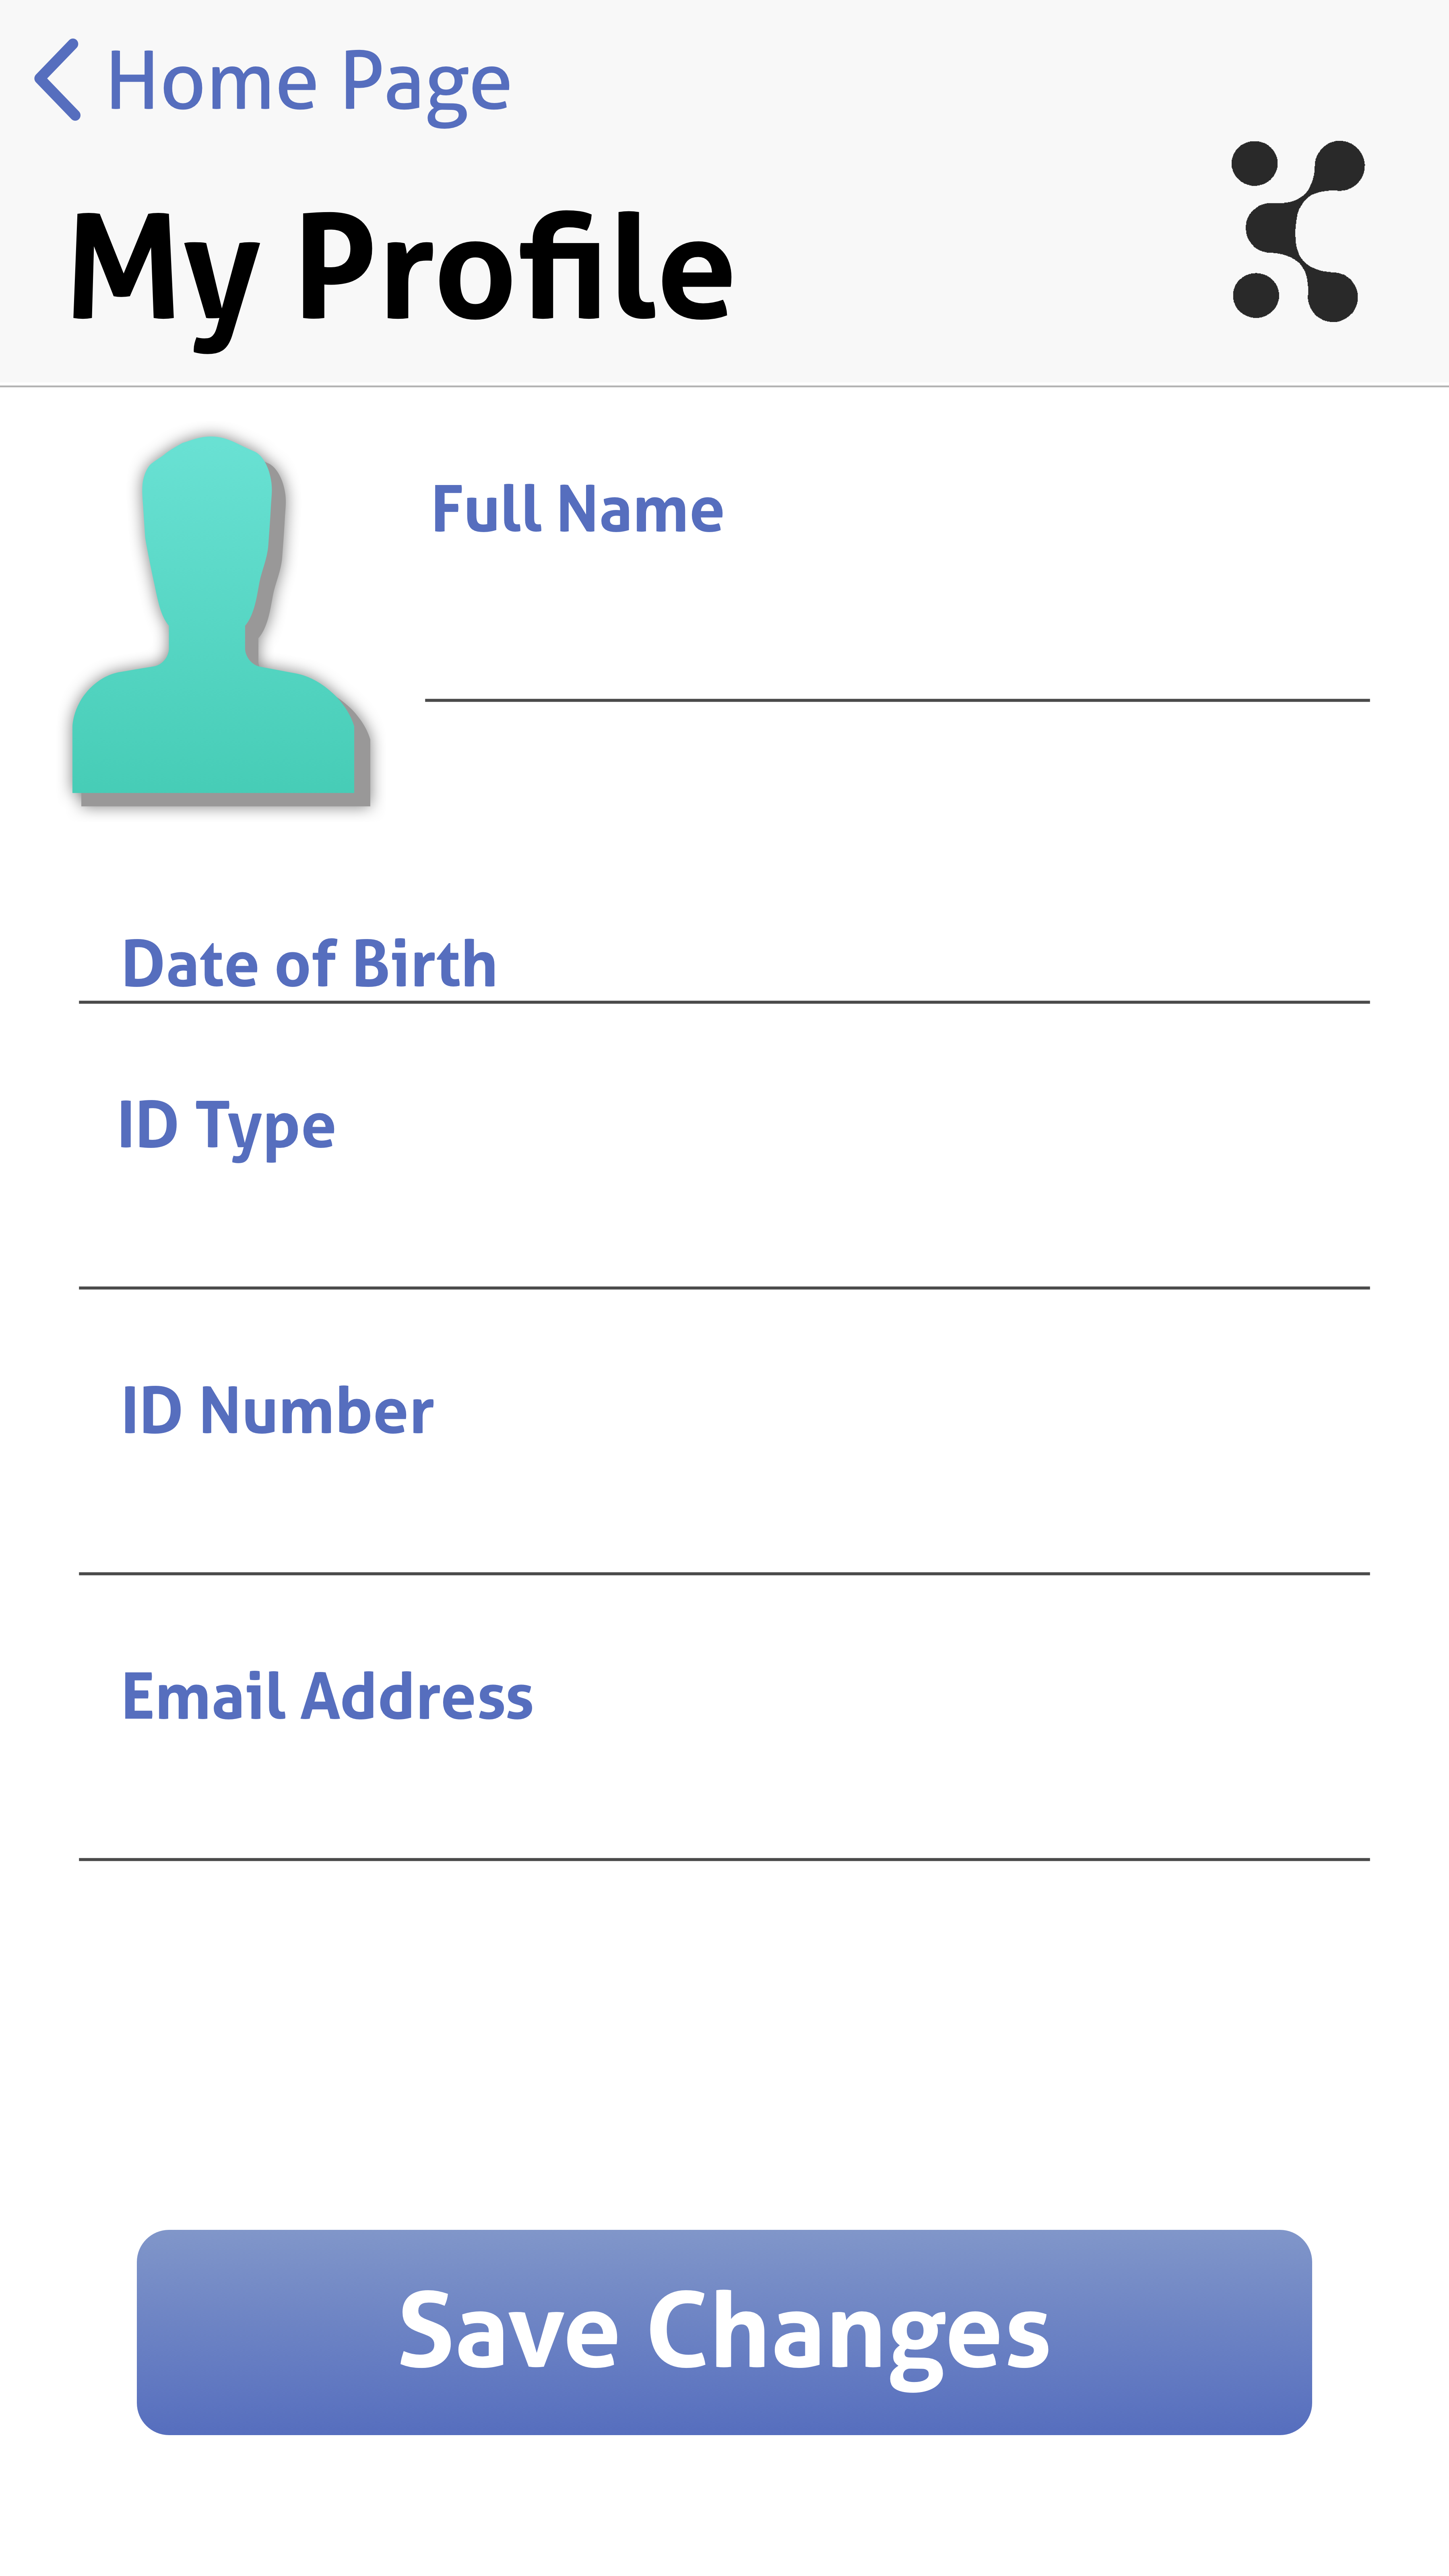 Home Page
My Profile
Full Name
Date of Birth
ID Type
ID Number
Email Address
Save Changes